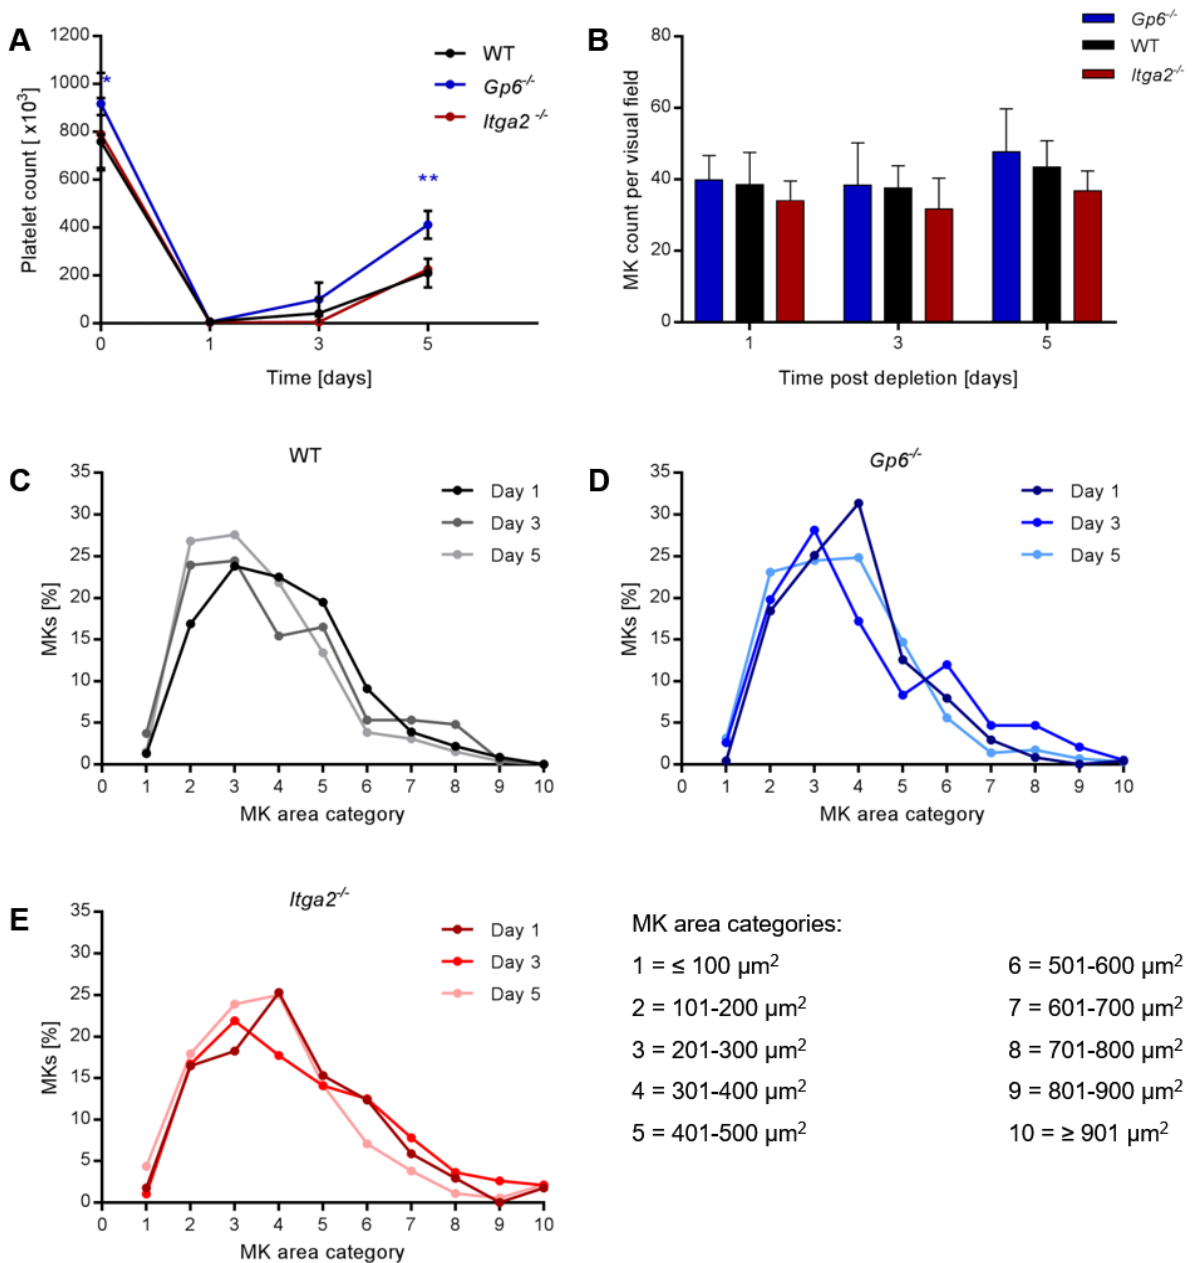 A
1200
1000
800
600
400
200
0
Platelet count [ x10³]
*
**
WT
Gp6-/-
Itga2 -/-
0 1 3 5
Time [days]
B
80
60
40
20
0
MK count per visual field
Gp6-/-
WT
Itga2-/-
1 3 5
Time post depletion [days]
C
WT
35
30
25
20
15
10
5
0
MKs [%]
Day 1
Day 3
Day 5
0 1 2 3 4 5 6 7 8 9 10
MK area category
D
Gp6-/-
35
30
25
20
15
10
5
0
MKs [%]
Day 1
Day 3
Day 5
0 1 2 3 4 5 6 7 8 9 10
MK area category
E
Itga2-/-
35
30
25
20
15
10
5
0
MKs [%]
Day 1
Day 3
Day 5
0 1 2 3 4 5 6 7 8 9 10
MK area category
MK area categories:
1 = ≤ 100 µm²
2 = 101-200 µm²
3 = 201-300 µm²
4 = 301-400 µm²
5 = 401-500 µm²
6 = 501-600 µm²
7 = 601-700 µm²
8 = 701-800 µm²
9 = 801-900 µm²
10 = ≥ 901 µm²